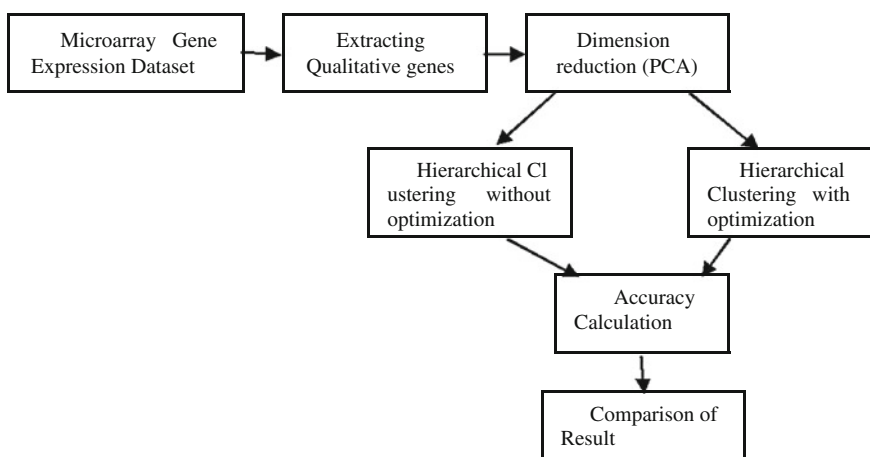 Microarray Gene
Expression Dataset
Extracting
Qualitative genes
Dimension
reduction (PCA)
Hierarchical Cl
ustering without
optimization
Hierarchical
Clustering with
optimization
Accuracy
Calculation
Comparison of
Result